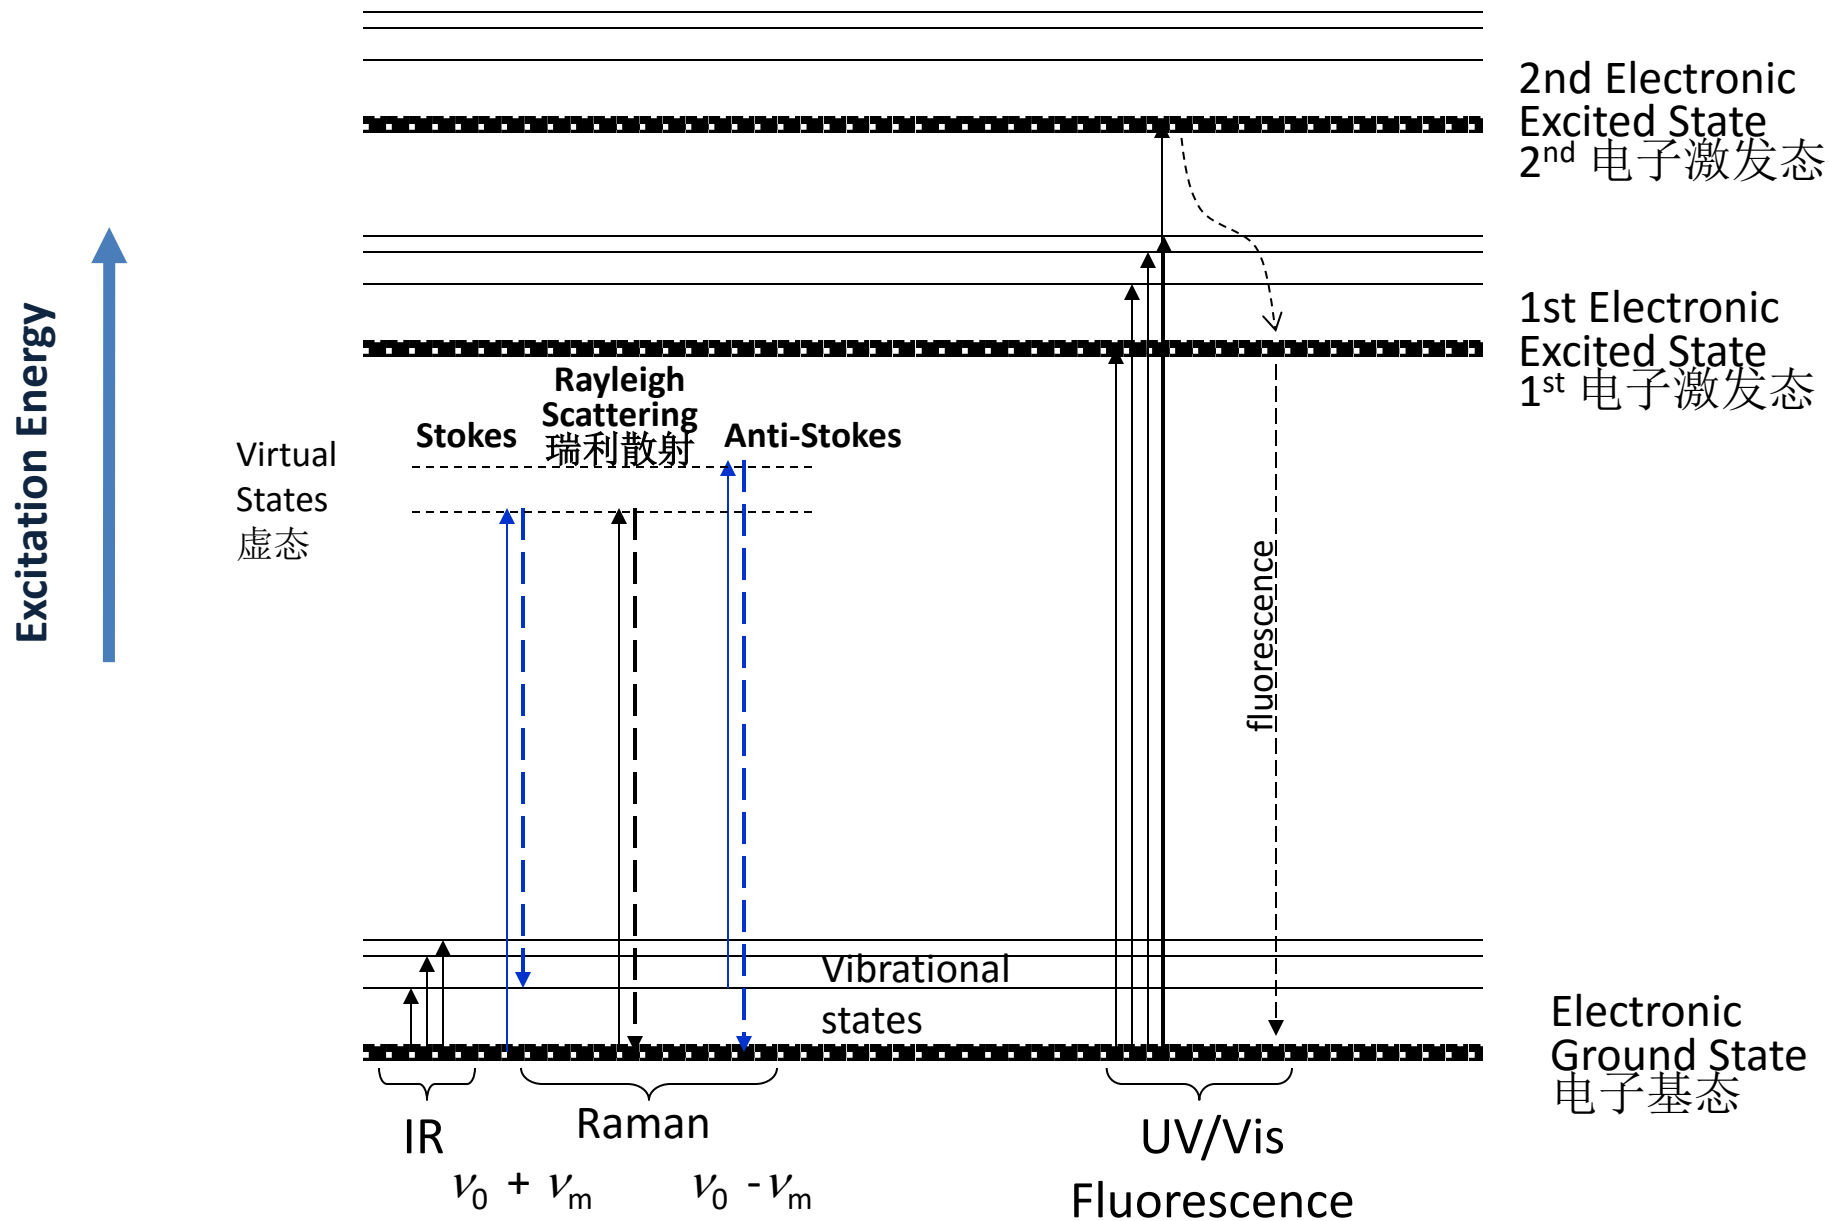 2nd Electronic
Excited State
2nd 电子激发态
Excitation Energy
1st Electronic
Excited State
1st 电子激发态
Rayleigh
Scattering
瑞利散射
Stokes
Anti-Stokes
Virtual
States
虚态
fluorescence
Vibrational
states
Electronic
Ground State
电子基态
IR
Raman
UV/Vis
ν0 + νm
ν0 - νm
Fluorescence